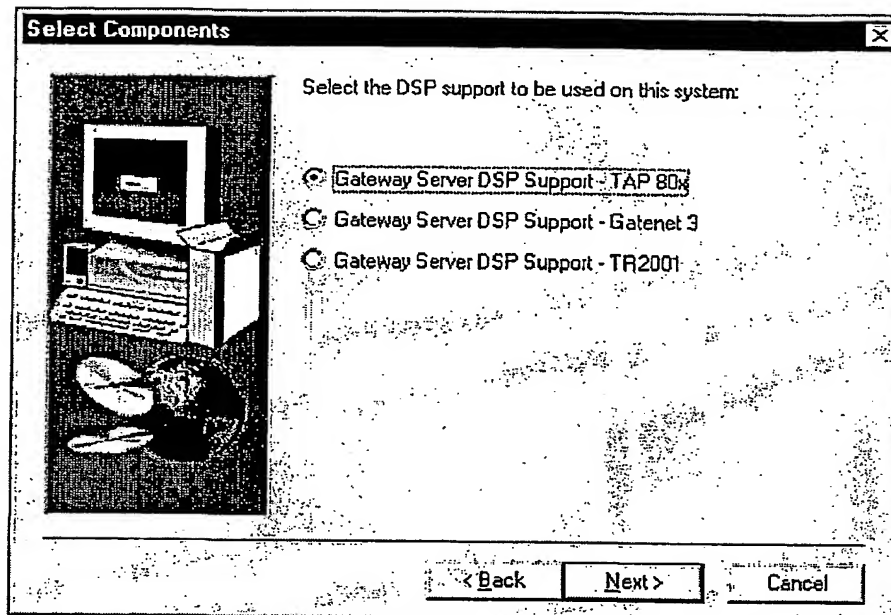 Select Components
Select the DSP support to be used on this system:
Gateway Server DSP Support - TAP 80x
Gateway Server DSP Support - Gatenet 3
Gateway Server DSP Support - TR2001
< Back Next > Cancel